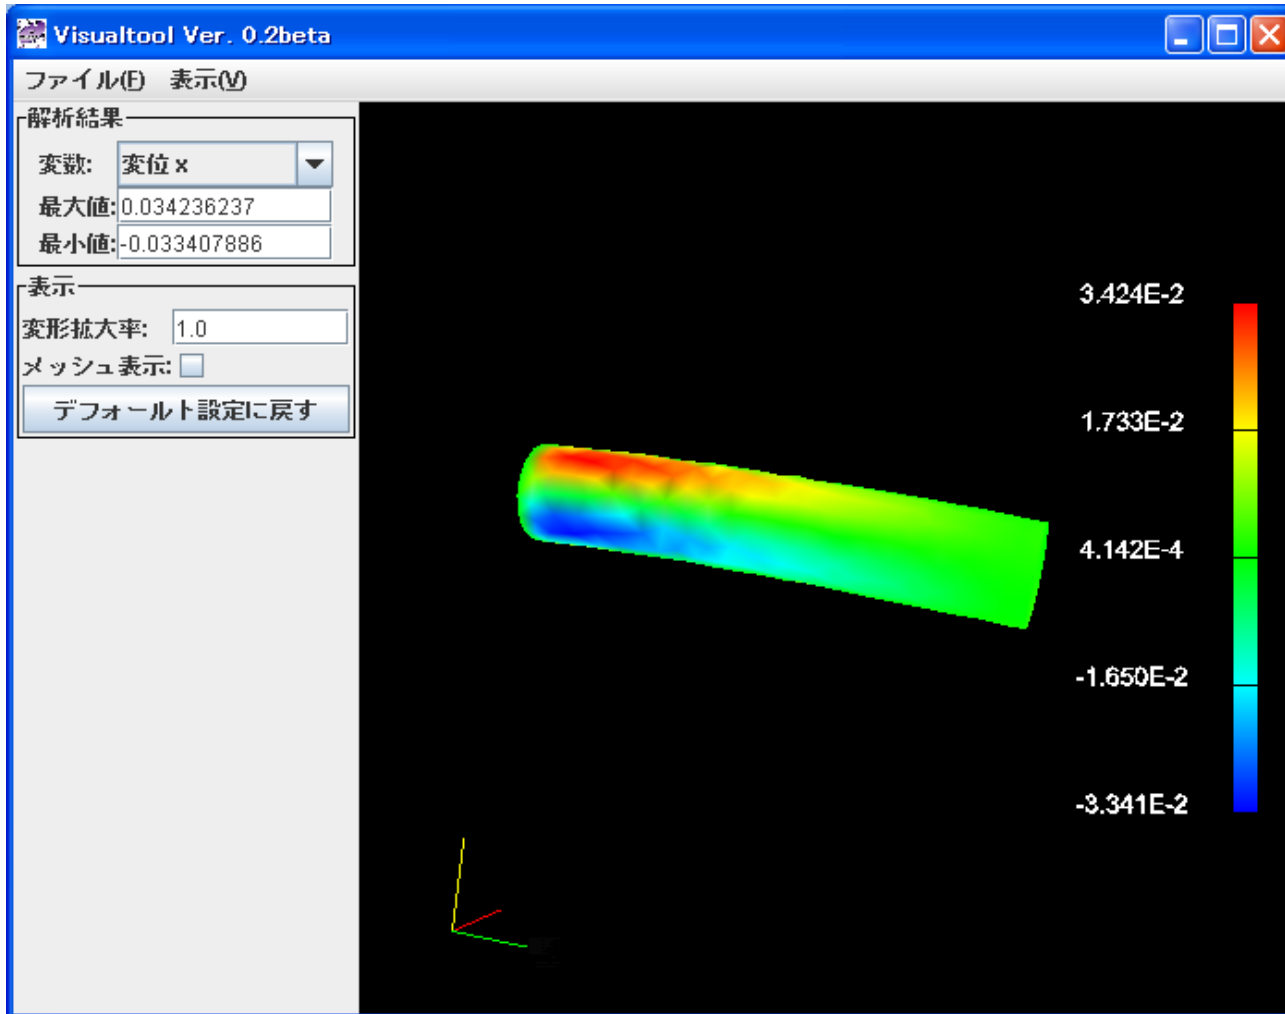 Visualtool Ver. 0.2beta
ファイル(F) 表示(V)
解析結果
変数: 変位 x
最大値: 0.034236237
最小値: -0.033407886
表示
変形拡大率: 1.0
メッシュ表示:
デフォールト設定に戻す
3.424E-2
1.733E-2
4.142E-4
-1.650E-2
-3.341E-2